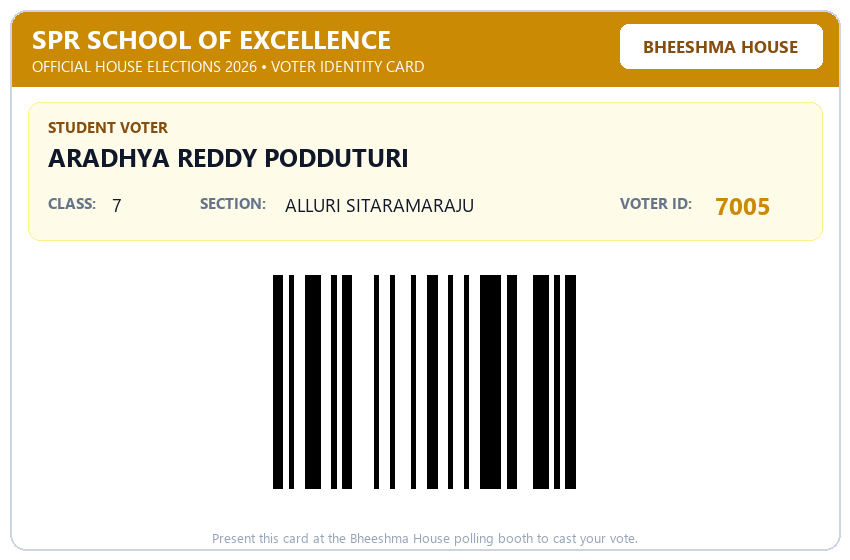 SPR SCHOOL OF EXCELLENCE
OFFICIAL HOUSE ELECTIONS 2026 • VOTER IDENTITY CARD
BHEESHMA HOUSE
STUDENT VOTER
ARADHYA REDDY PODDUTURI
CLASS: 7 SECTION: ALLURI SITARAMARAJU VOTER ID: 7005
Present this card at the Bheeshma House polling booth to cast your vote.